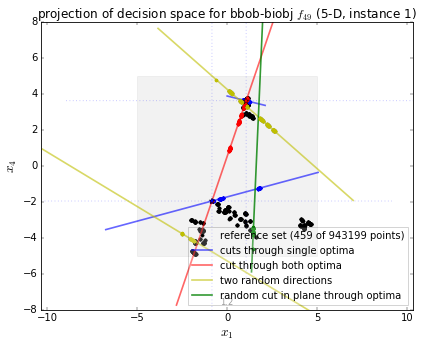 projection of decision space for bbob-biobj f49 (5-D, instance 1)
8
6
4
2
0
−2
−4
−6
−8
x4
reference set (459 of 943199 points)
cuts through single optima
cut through both optima
two random directions
random cut in plane through optima
−10
−5
0
5
10
x1